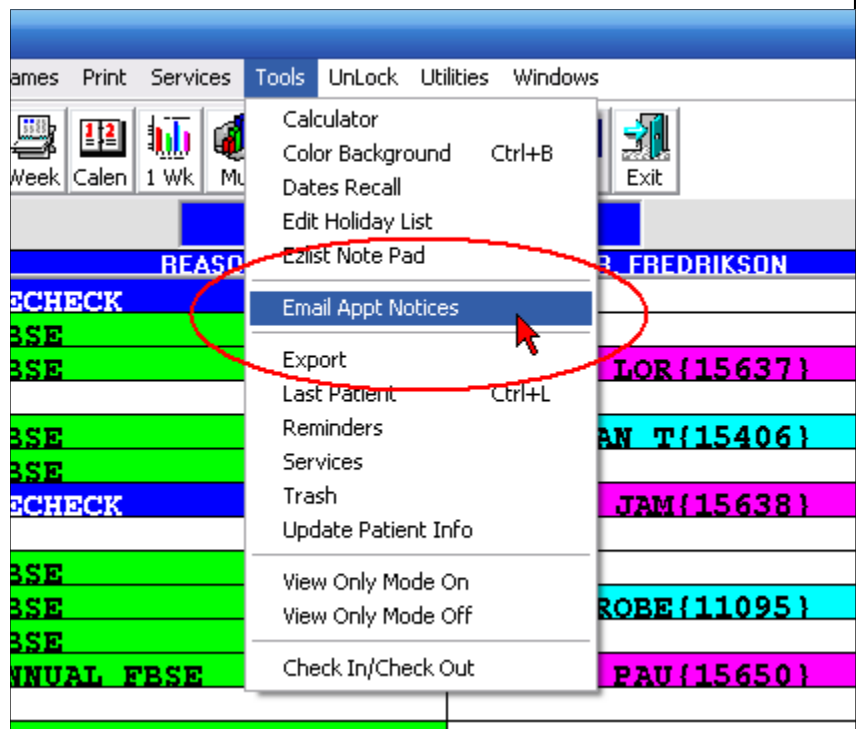 ames Print Services Tools UnLock Utilities Windows
Week Calen 1 Wk Mu Exit
REASO R. FREDRIKSON
Calculator
Color Background Ctrl+B
Dates Recall
Edit Holiday List
Ezlist Note Pad
Email Appt Notices
Export
Last Patient Ctrl+L
Reminders
Services
Trash
Update Patient Info
View Only Mode On
View Only Mode Off
Check In/Check Out
ECHECK
BSE
BSE LOR{15637}
BSE AN T{15406}
BSE
ECHECK JAM{15638}
BSE
BSE ROBE{11095}
BSE
NNUAL FBSE PAU{15650}